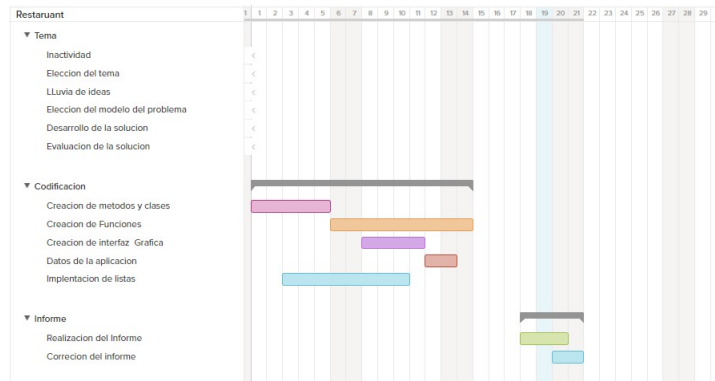 Restaruant 1 1 2 3 4 5 6 7 8 9 10 11 12 13 14 15 16 17 18 19 20 21 22 23 24 25 26 27 28 29
Tema
Inactividad
Eleccion del tema
LLuvia de ideas
Eleccion del modelo del problema
Desarrollo de la solucion
Evaluacion de la solucion
Codificacion
Creacion de metodos y clases
Creacion de Funciones
Creacion de interfaz Grafica
Datos de la aplicacion
Implentacion de listas
Informe
Realizacion del Informe
Correcion del informe